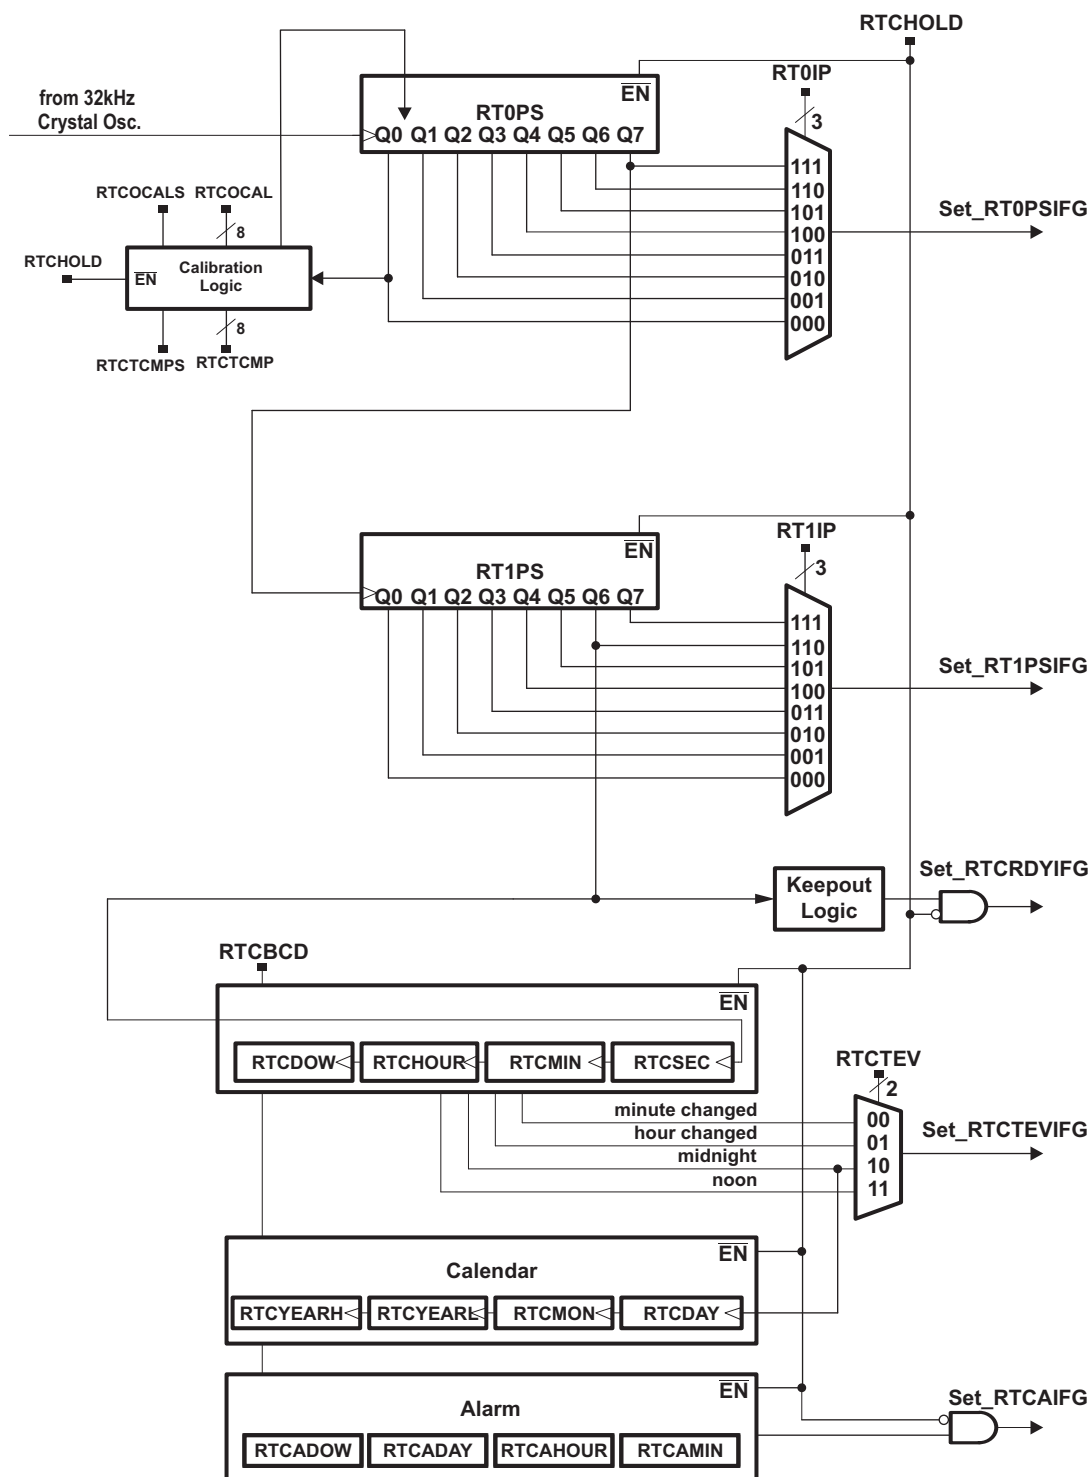 RTCHOLD
from 32kHz
Crystal Osc.
EN
RT0PS
Q0 Q1 Q2 Q3 Q4 Q5 Q6 Q7
RT0IP
3
111
110
101
100
011
010
001
000
Set_RT0PSIFG
RTCOCALS RTCOCAL
8
RTCHOLD
EN
Calibration
Logic
8
RTCTCMPS RTCTCMP
EN
RT1PS
Q0 Q1 Q2 Q3 Q4 Q5 Q6 Q7
RT1IP
3
111
110
101
100
011
010
001
000
Set_RT1PSIFG
Keepout
Logic
Set_RTCRDYIFG
RTCBCD
EN
RTCDOW RTCHOUR RTCMIN RTCSEC
RTCTEV
2
minute changed
hour changed
midnight
noon
00
01
10
11
Set_RTCTEVIFG
EN
Calendar
RTCYEARH RTCYEARL RTCMON RTCDAY
EN
Alarm
RTCADOW RTCADAY RTCAHOUR RTCAMIN
Set_RTCAIFG